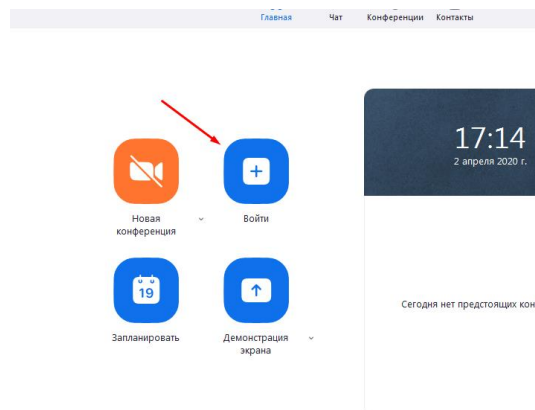 Главная Чат Конференции Контакты
17:14
2 апреля 2020 г.
Новая
конференция
Войти
19
Запланировать
Демонстрация
экрана
Сегодня нет предстоящих кон